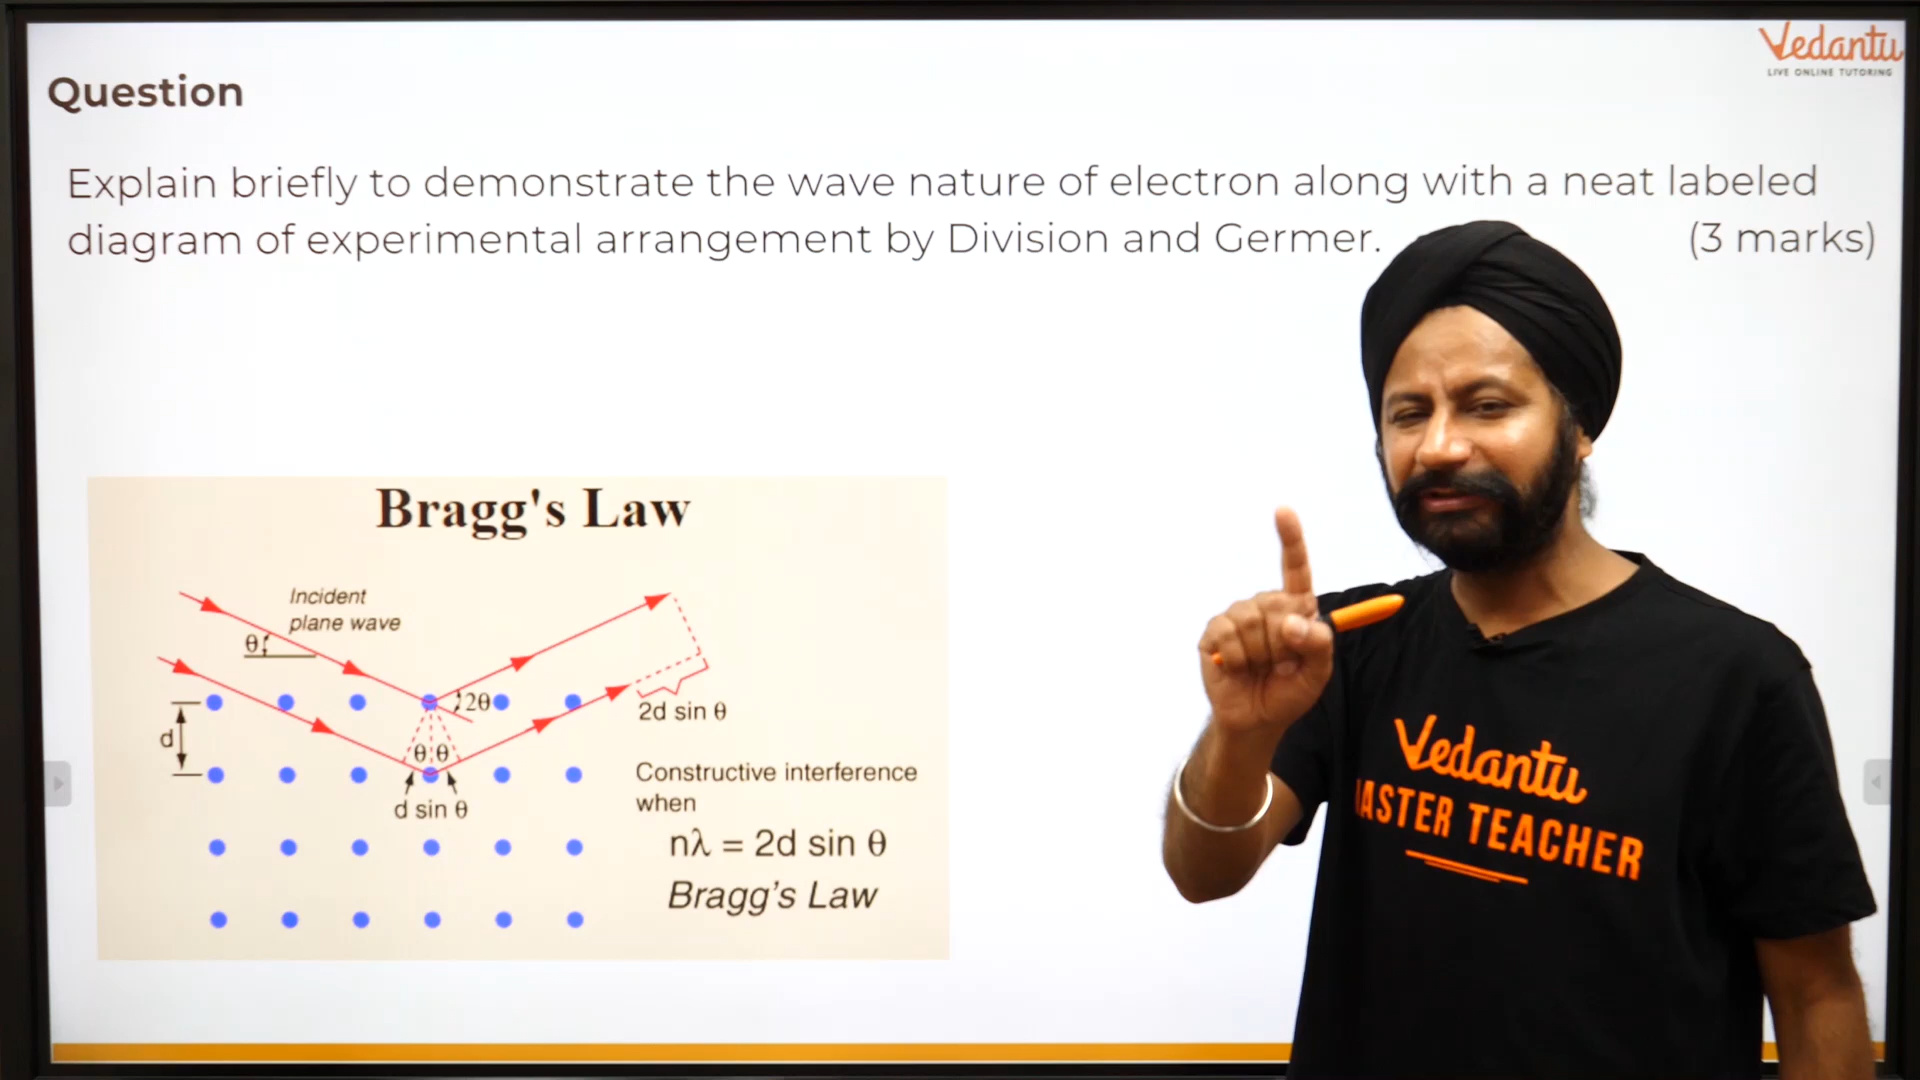 Vedantu
LIVE ONLINE TUTORING
Question
Explain briefly to demonstrate the wave nature of electron along with a neat labeled
diagram of experimental arrangement by Division and Germer. (3 marks)
Bragg's Law
Incident
plane wave
θ
2θ
2d sin θ
d
θ θ
d sin θ
Constructive interference
when
nλ = 2d sin θ
Bragg's Law
Vedantu
MASTER TEACHER